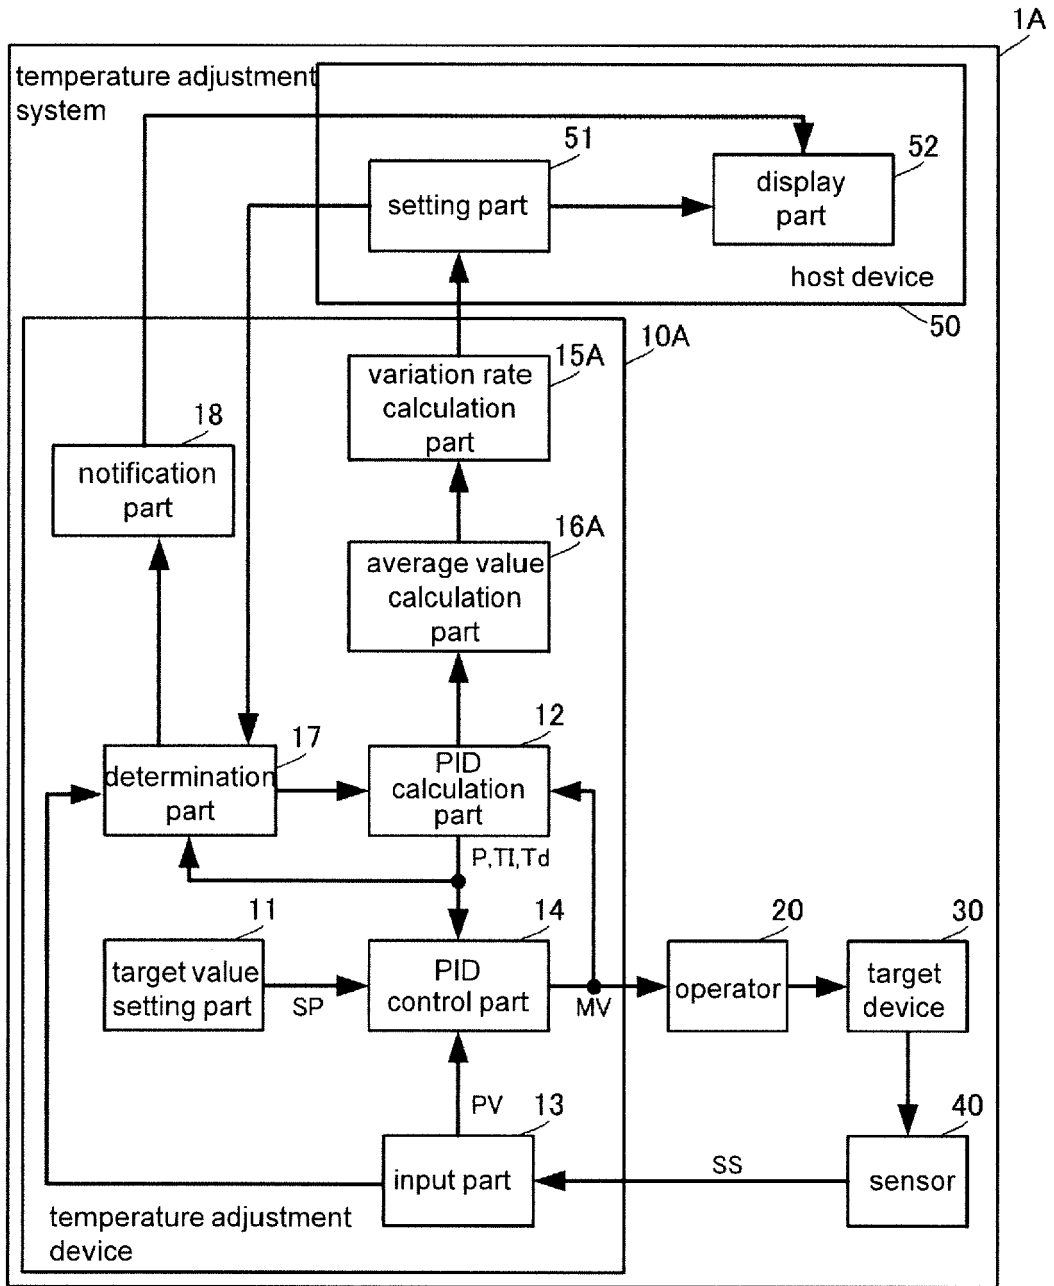 1A
temperature adjustment
system
51
52
setting part
display
part
host device
50
10A
15A
variation rate
calculation
part
18
notification
part
16A
average value
calculation
part
12
17
PID
calculation
part
determination
part
P,TI,Td
11
14
20
30
target value
setting part
SP
PID
control part
MV
operator
target
device
PV
13
40
SS
input part
sensor
temperature adjustment
device